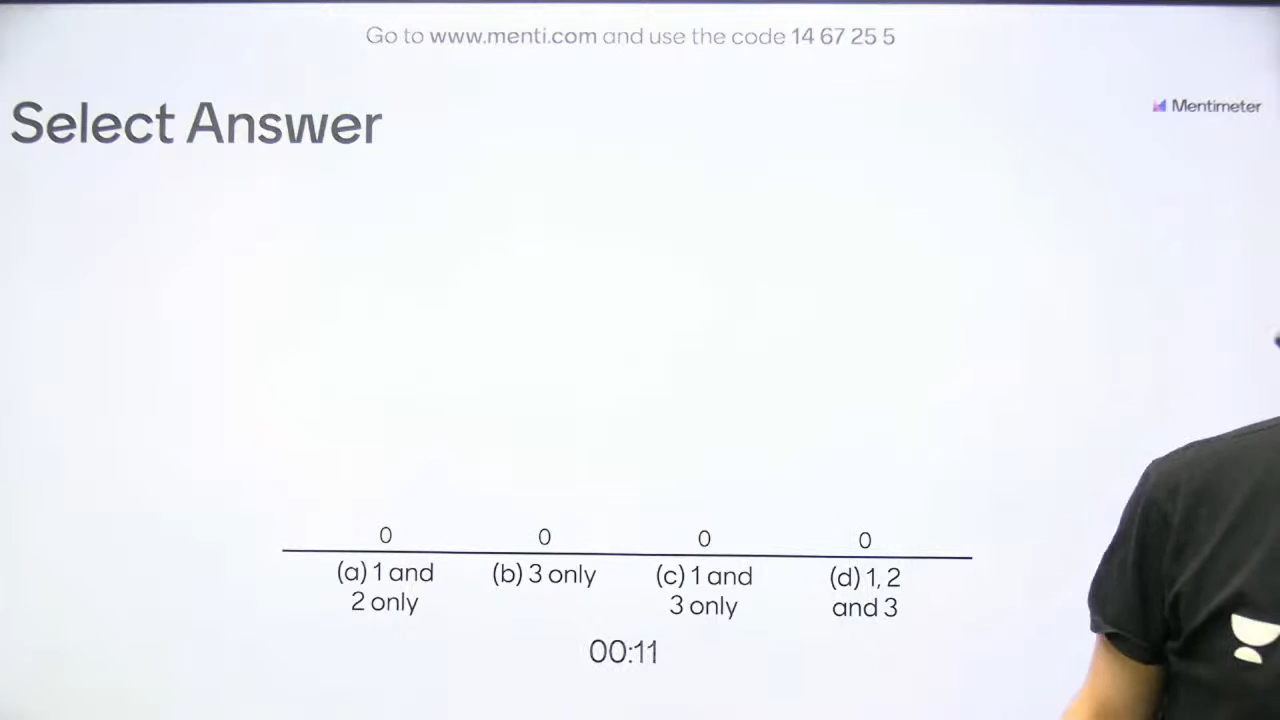 Go to www.menti.com and use the code 14 67 25 5
Select Answer
Mentimeter
0 0 0 0
(a) 1 and 2 only
(b) 3 only
(c) 1 and 3 only
(d) 1, 2 and 3
00:11